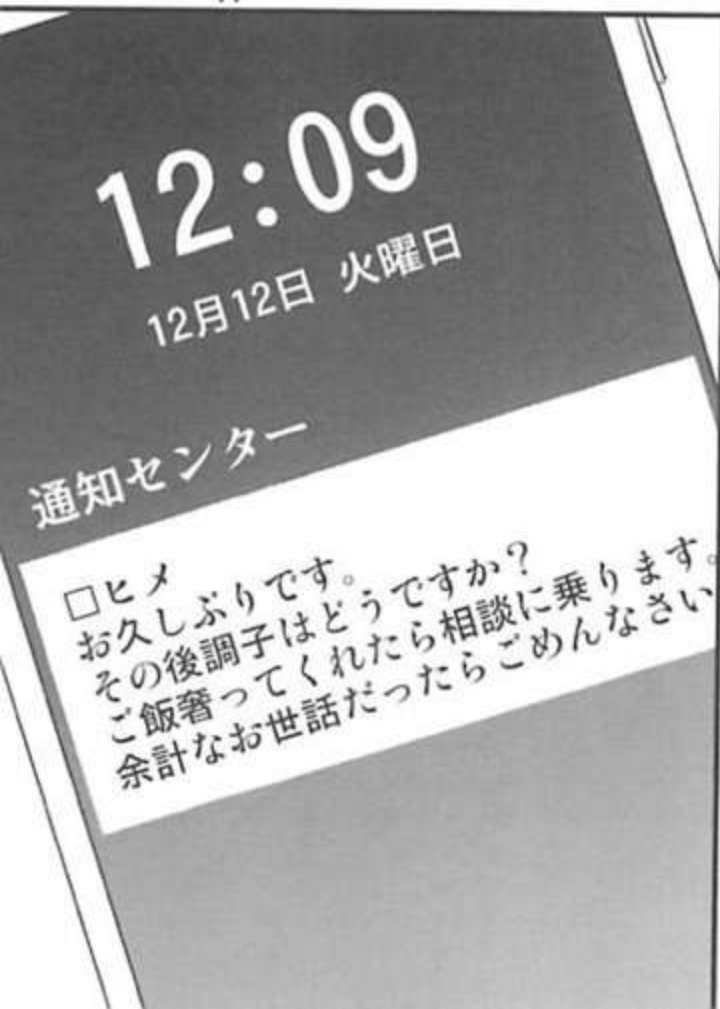 12:09
12月12日 火曜日
通知センター
□ヒメ
お久しぶりです。
その後調子はどうですか？
ご飯奢ってくれたら相談に乗ります。
余計なお世話だったらごめんなさい